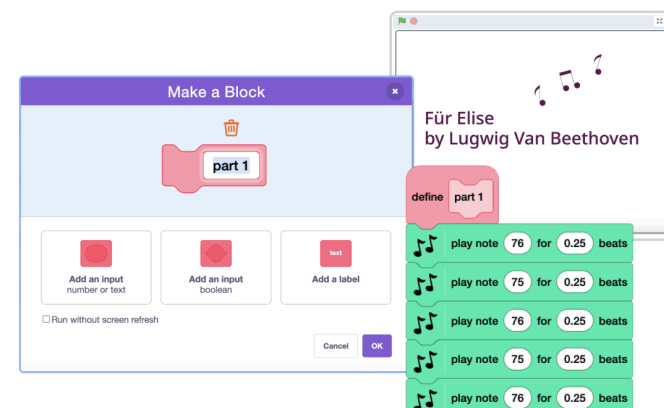 Make a Block
part 1
Add an input
number or text
Add an input
boolean
text
Add a label
Run without screen refresh
Cancel OK
Für Elise
by Lugwig Van Beethoven
define part 1
play note 76 for 0.25 beats
play note 75 for 0.25 beats
play note 76 for 0.25 beats
play note 75 for 0.25 beats
play note 76 for 0.25 beats